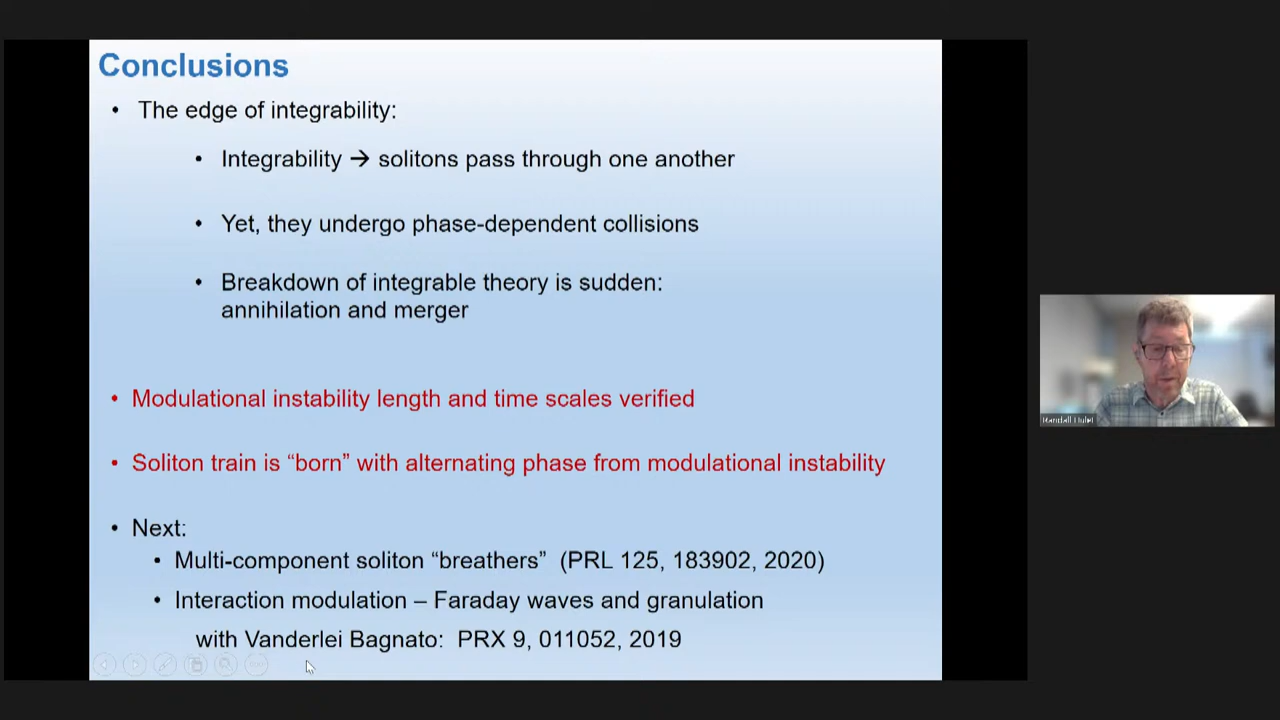 Conclusions
• The edge of integrability:
• Integrability → solitons pass through one another
• Yet, they undergo phase-dependent collisions
• Breakdown of integrable theory is sudden:
annihilation and merger
• Modulational instability length and time scales verified
• Soliton train is “born” with alternating phase from modulational instability
• Next:
• Multi-component soliton “breathers” (PRL 125, 183902, 2020)
• Interaction modulation – Faraday waves and granulation
with Vanderlei Bagnato: PRX 9, 011052, 2019
Randall Hulet